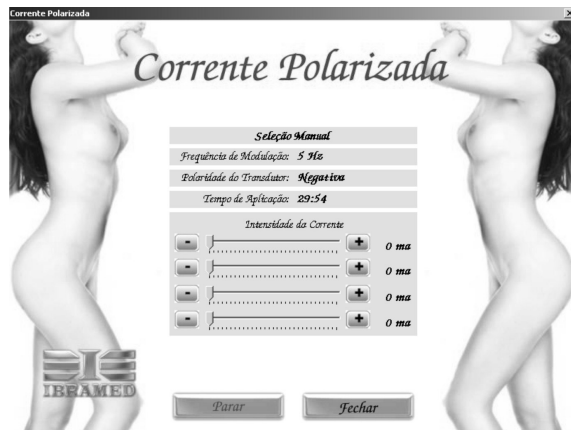 Corrente Polarizada
Corrente Polarizada
Seleção Manual
Frequência de Modulação: 5 Hz
Polaridade do Transdutor: Negativa
Tempo de Aplicação: 29:54
Intensidade da Corrente
- + 0 ma
- + 0 ma
- + 0 ma
- + 0 ma
IBRAMED
Parar Fechar